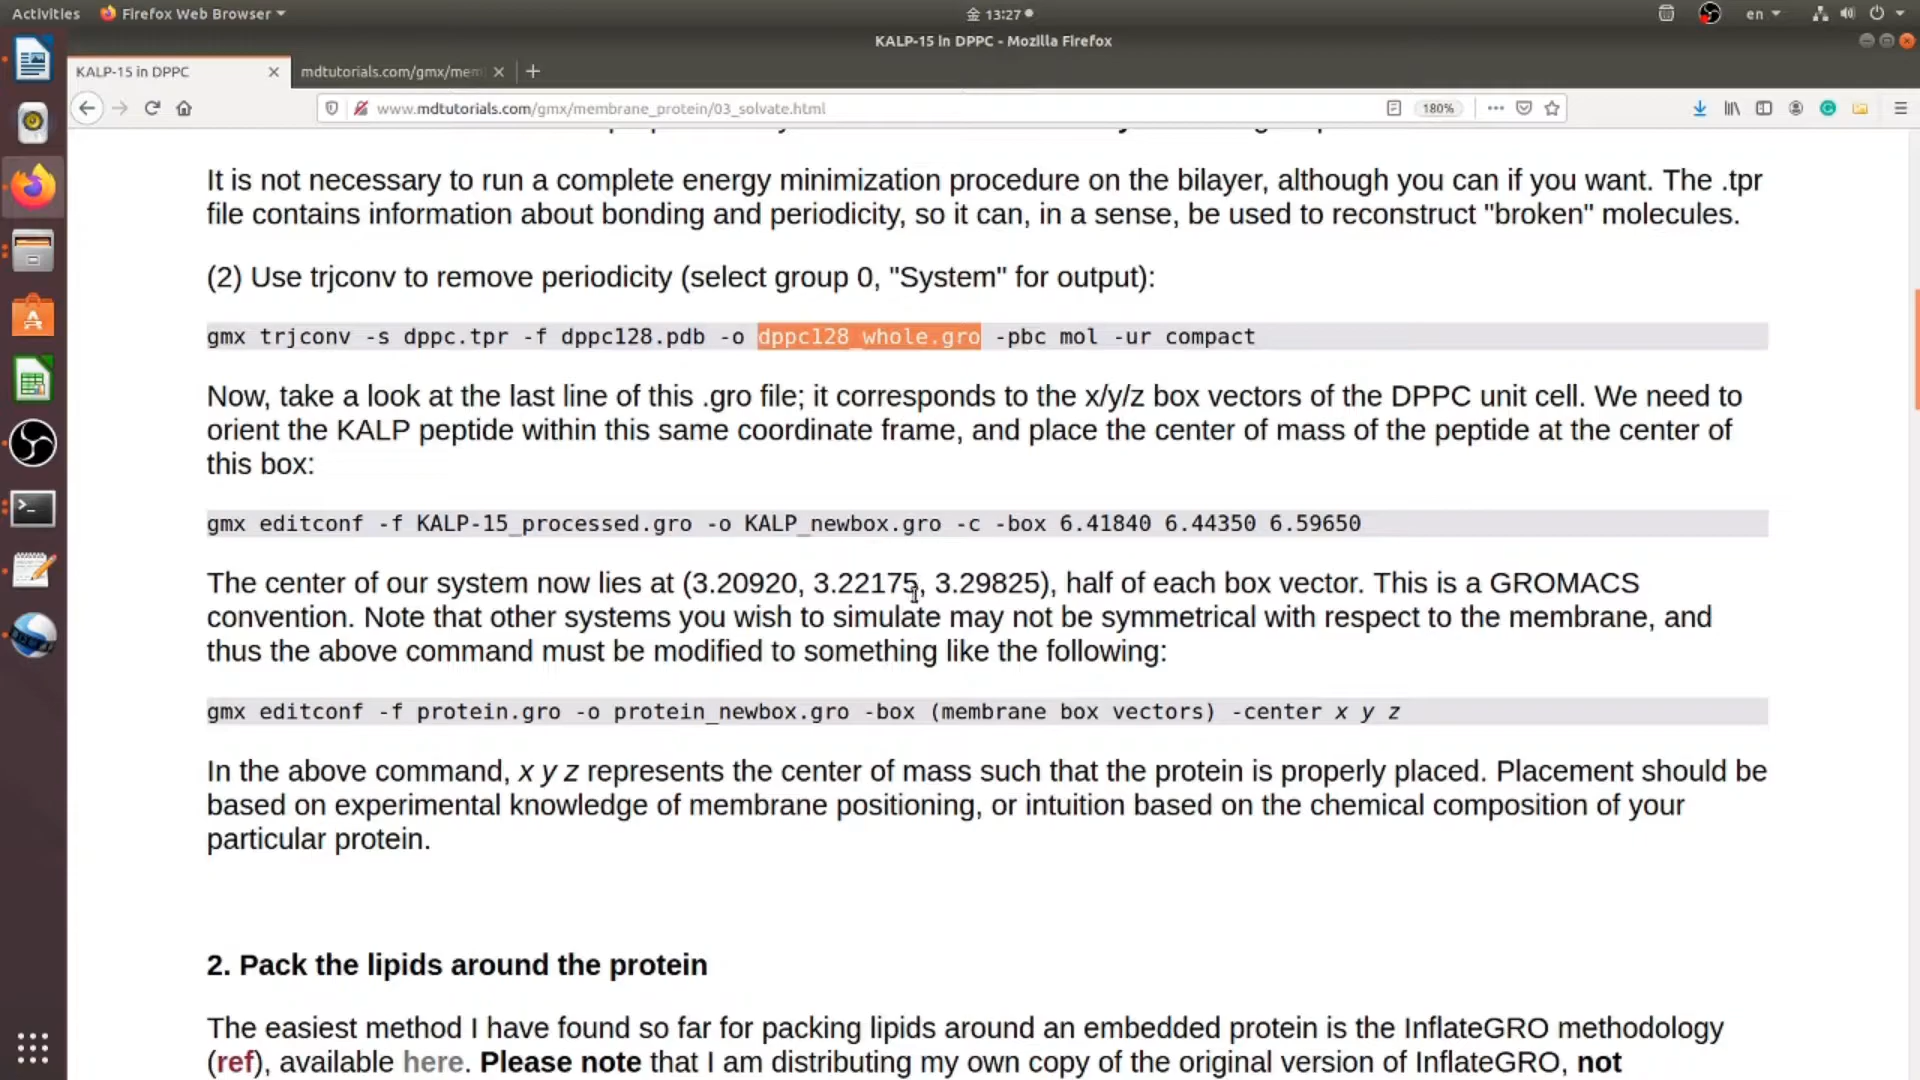 Activities Firefox Web Browser 金 13:27 en
KALP-15 in DPPC - Mozilla Firefox
KALP-15 in DPPC mdtutorials.com/gmx/mem
www.mdtutorials.com/gmx/membrane_protein/03_solvate.html 180%
It is not necessary to run a complete energy minimization procedure on the bilayer, although you can if you want. The .tpr
file contains information about bonding and periodicity, so it can, in a sense, be used to reconstruct "broken" molecules.
(2) Use trjconv to remove periodicity (select group 0, "System" for output):
gmx trjconv -s dppc.tpr -f dppc128.pdb -o dppc128_whole.gro -pbc mol -ur compact
Now, take a look at the last line of this .gro file; it corresponds to the x/y/z box vectors of the DPPC unit cell. We need to
orient the KALP peptide within this same coordinate frame, and place the center of mass of the peptide at the center of
this box:
gmx editconf -f KALP-15_processed.gro -o KALP_newbox.gro -c -box 6.41840 6.44350 6.59650
The center of our system now lies at (3.20920, 3.22175, 3.29825), half of each box vector. This is a GROMACS
convention. Note that other systems you wish to simulate may not be symmetrical with respect to the membrane, and
thus the above command must be modified to something like the following:
gmx editconf -f protein.gro -o protein_newbox.gro -box (membrane box vectors) -center x y z
In the above command, x y z represents the center of mass such that the protein is properly placed. Placement should be
based on experimental knowledge of membrane positioning, or intuition based on the chemical composition of your
particular protein.
2. Pack the lipids around the protein
The easiest method I have found so far for packing lipids around an embedded protein is the InflateGRO methodology
(ref), available here. Please note that I am distributing my own copy of the original version of InflateGRO, not